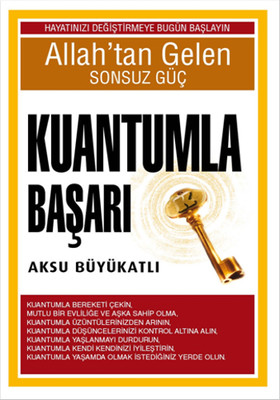 HAYATINIZI DEĞİŞTİRMEYE BUGÜN BAŞLAYIN
Allah'tan Gelen
SONSUZ GÜÇ
KUANTUMLA
BAŞARI
AKSU BÜYÜKATLI
KUANTUMLA BEREKETİ ÇEKİN,
MUTLU BİR EVLİLİĞE VE AŞKA SAHİP OLMA,
KUANTUMLA ÜZÜNTÜLERİNİZDEN ARININ,
KUANTUMLA DÜŞÜNCELERİNİZİ KONTROL ALTINA ALIN,
KUANTUMLA YAŞLANMAYI DURDURUN,
KUANTUMLA KENDİ KENDİNİZİ İYİLEŞTİRİN,
KUANTUMLA YAŞAMDA OLMAK İSTEDİĞİNİZ YERDE OLUN.